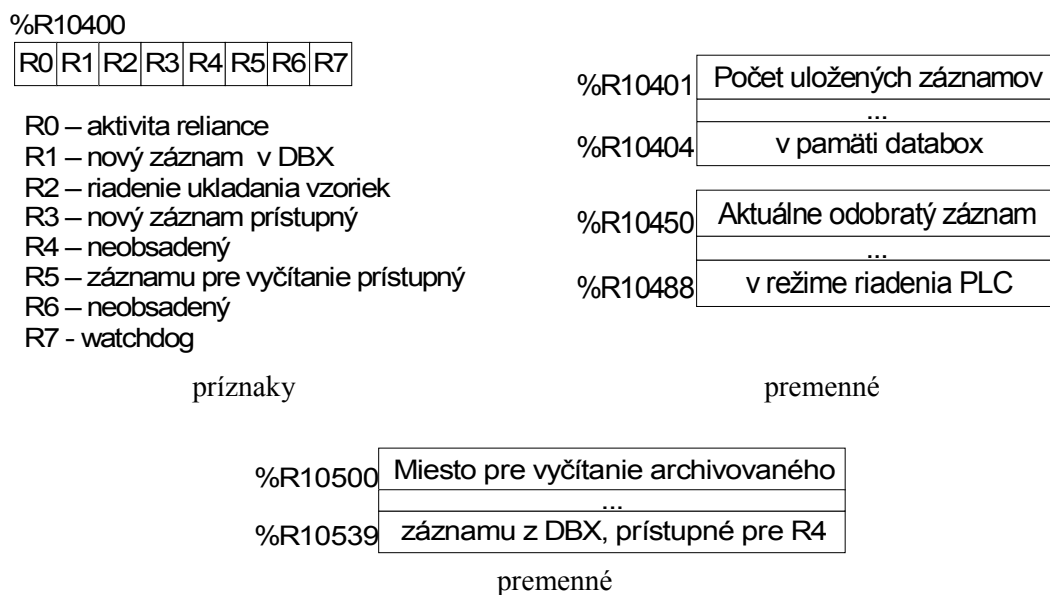 %R10400
R0 R1 R2 R3 R4 R5 R6 R7
R0 – aktivita reliance
R1 – nový záznam v DBX
R2 – riadenie ukladania vzoriek
R3 – nový záznam prístupný
R4 – neobsadený
R5 – záznamu pre vyčítanie prístupný
R6 – neobsadený
R7 - watchdog
príznaky
%R10401 Počet uložených záznamov
...
%R10404 v pamäti databox
%R10450 Aktuálne odobratý záznam
...
%R10488 v režime riadenia PLC
premenné
%R10500 Miesto pre vyčítanie archivovaného
...
%R10539 záznamu z DBX, prístupné pre R4
premenné